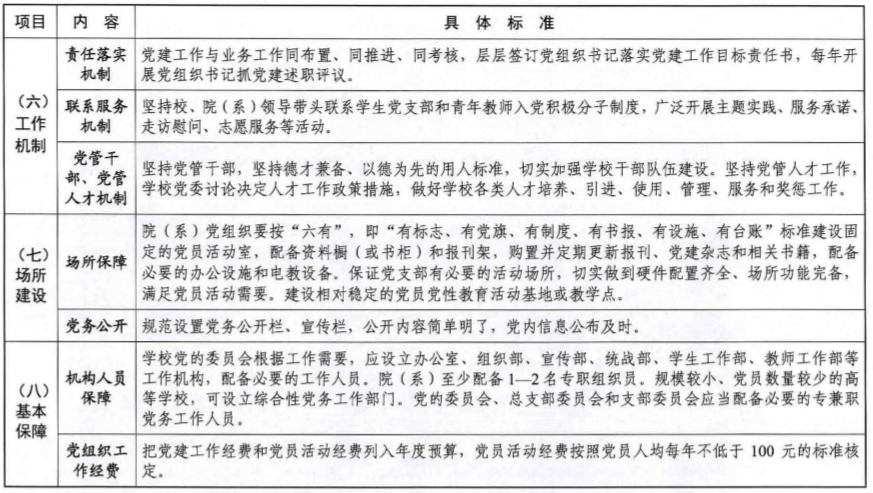 项目 内 容 具 体 标 准
（六）
工作
机制
责任落实
机制
党建工作与业务工作同布置、同推进、同考核，层层签订党组织书记落实党建工作目标责任书，每年开
展党组织书记抓党建述职评议。
联系服务
机制
坚持校、院（系）领导带头联系学生党支部和青年教师入党积极分子制度，广泛开展主题实践、服务承诺、
走访慰问、志愿服务等活动。
党管干
部、党管
人才机制
坚持党管干部，坚持德才兼备、以德为先的用人标准，切实加强学校干部队伍建设。坚持党管人才工作，
学校党委讨论决定人才工作政策措施，做好学校各类人才培养、引进、使用、管理、服务和奖惩工作。
（七）
场所
建设
场所保障
院（系）党组织要按“六有”，即“有标志、有党旗、有制度、有书报、有设施、有台账”标准建设固
定的党员活动室，配备资料橱（或书柜）和报刊架，购置并定期更新报刊、党建杂志和相关书籍，配备
必要的办公设施和电教设备。保证党支部有必要的活动场所，切实做到硬件配置齐全、场所功能完备，
满足党员活动需要。建设相对稳定的党员党性教育活动基地或教学点。
党务公开
规范设置党务公开栏、宣传栏，公开内容简单明了，党内信息公布及时。
（八）
基本
保障
机构人员
保障
学校党的委员会根据工作需要，应设立办公室、组织部、宣传部、统战部、学生工作部、教师工作部等
工作机构，配备必要的工作人员。院（系）至少配备1—2名专职组织员。规模较小、党员数量较少的高
等学校，可设立综合性党务工作部门。党的委员会、总支部委员会和支部委员会应当配备必要的专兼职
党务工作人员。
党组织工
作经费
把党建工作经费和党员活动经费列入年度预算，党员活动经费按照党员人均每年不低于 100 元的标准核
定。